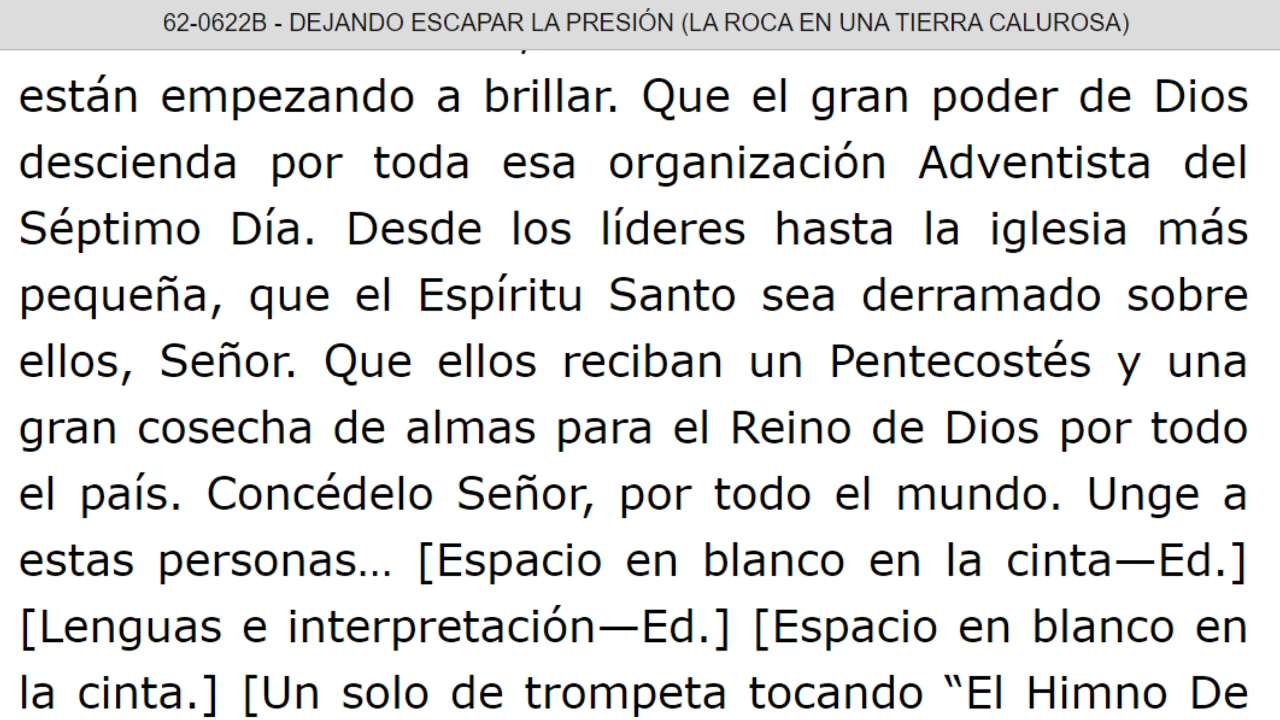 62-0622B - DEJANDO ESCAPAR LA PRESIÓN (LA ROCA EN UNA TIERRA CALUROSA)
están empezando a brillar. Que el gran poder de Dios
descienda por toda esa organización Adventista del
Séptimo Día. Desde los líderes hasta la iglesia más
pequeña, que el Espíritu Santo sea derramado sobre
ellos, Señor. Que ellos reciban un Pentecostés y una
gran cosecha de almas para el Reino de Dios por todo
el país. Concédelo Señor, por todo el mundo. Unge a
estas personas... [Espacio en blanco en la cinta—Ed.]
[Lenguas e interpretación—Ed.] [Espacio en blanco en
la cinta.] [Un solo de trompeta tocando “El Himno De